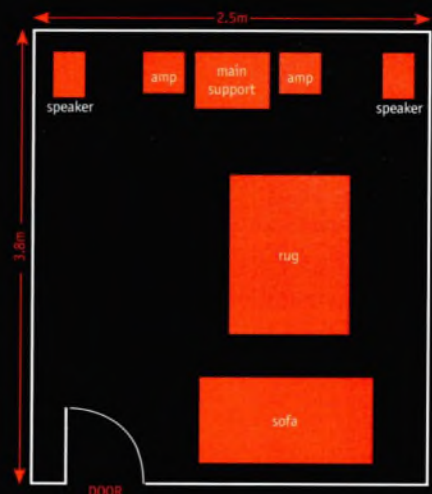 2.5m
amp
main
support
amp
speaker
speaker
3.8m
rug
sofa
DOOR